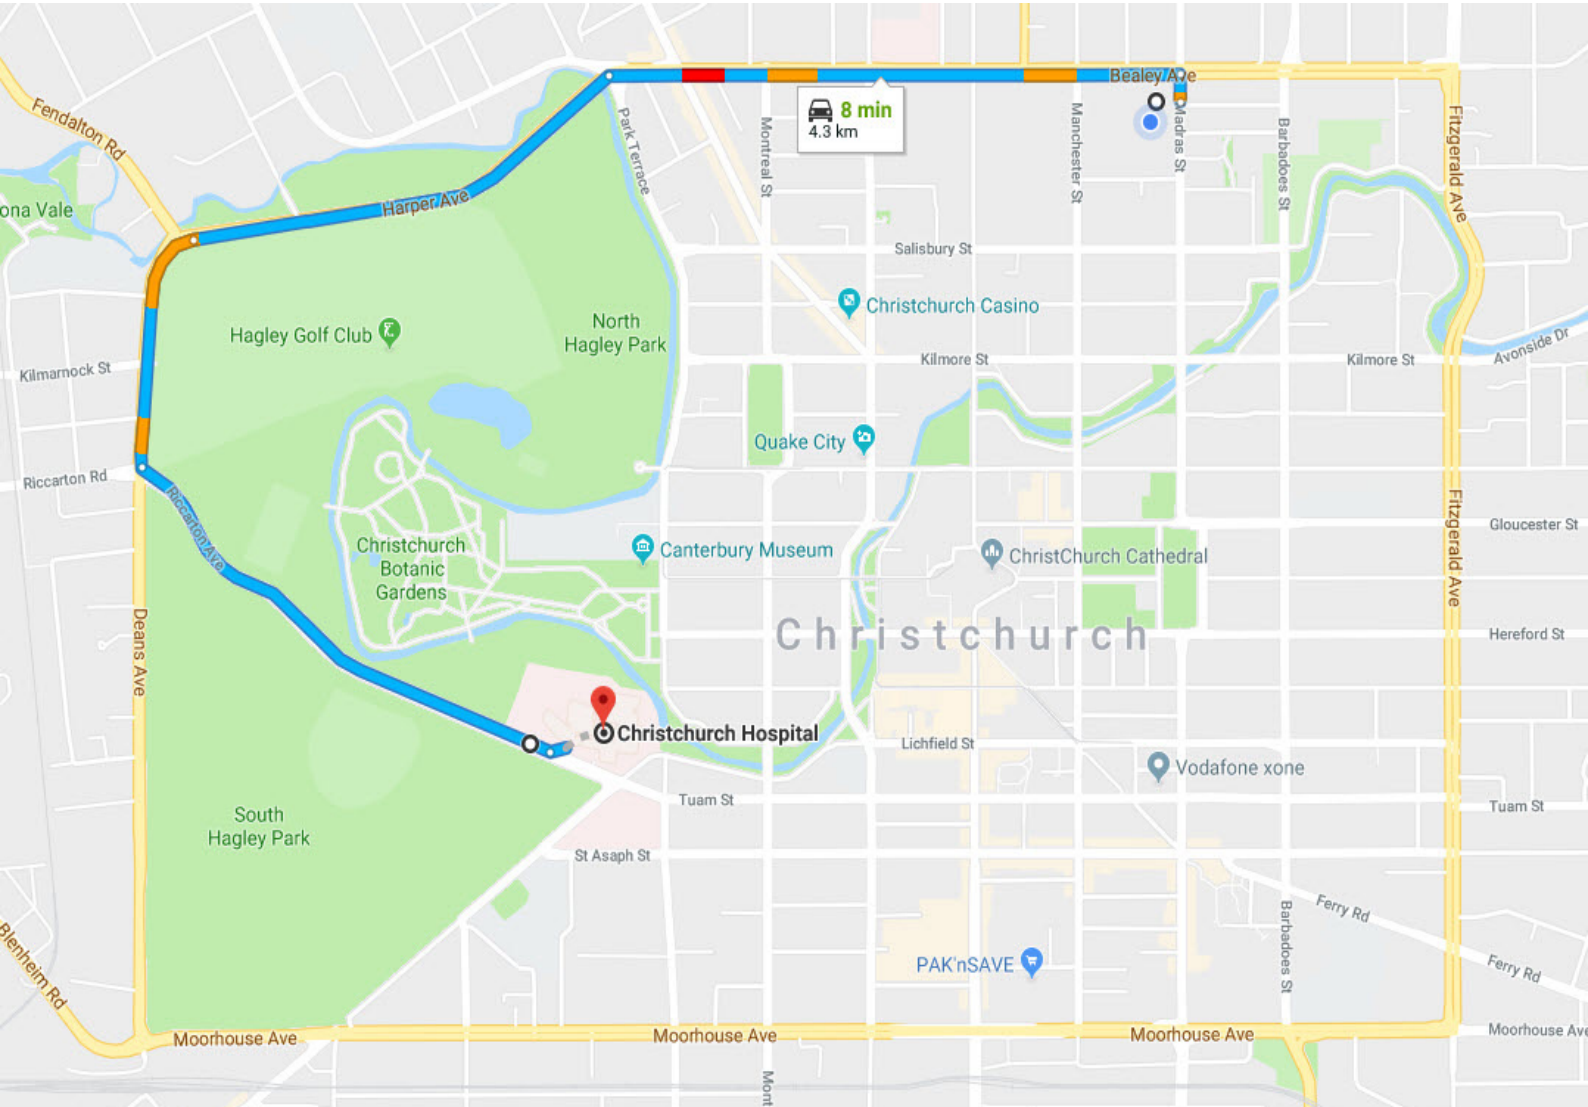 Bealey Ave
8 min
4.3 km
Fendalton Rd
Park Terrace
Montreal St
Manchester St
Madras St
Barbadoes St
Fitzgerald Ave
ona Vale
Harper Ave
Salisbury St
Christchurch Casino
Hagley Golf Club
North
Hagley Park
Kilmarnock St
Kilmore St
Kilmore St
Avonside Dr
Quake City
Riccarton Rd
Riccarton Ave
Christchurch
Botanic
Gardens
Canterbury Museum
ChristChurch Cathedral
Fitzgerald Ave
Gloucester St
Christchurch
Hereford St
Deans Ave
Christchurch Hospital
Lichfield St
Vodafone xone
Tuam St
Tuam St
South
Hagley Park
St Asaph St
Ferry Rd
Barbadoes St
Blenheim Rd
PAK'nSAVE
Ferry Rd
Moorhouse Ave
Moorhouse Ave
Moorhouse Ave
Moorhouse Ave
Mont